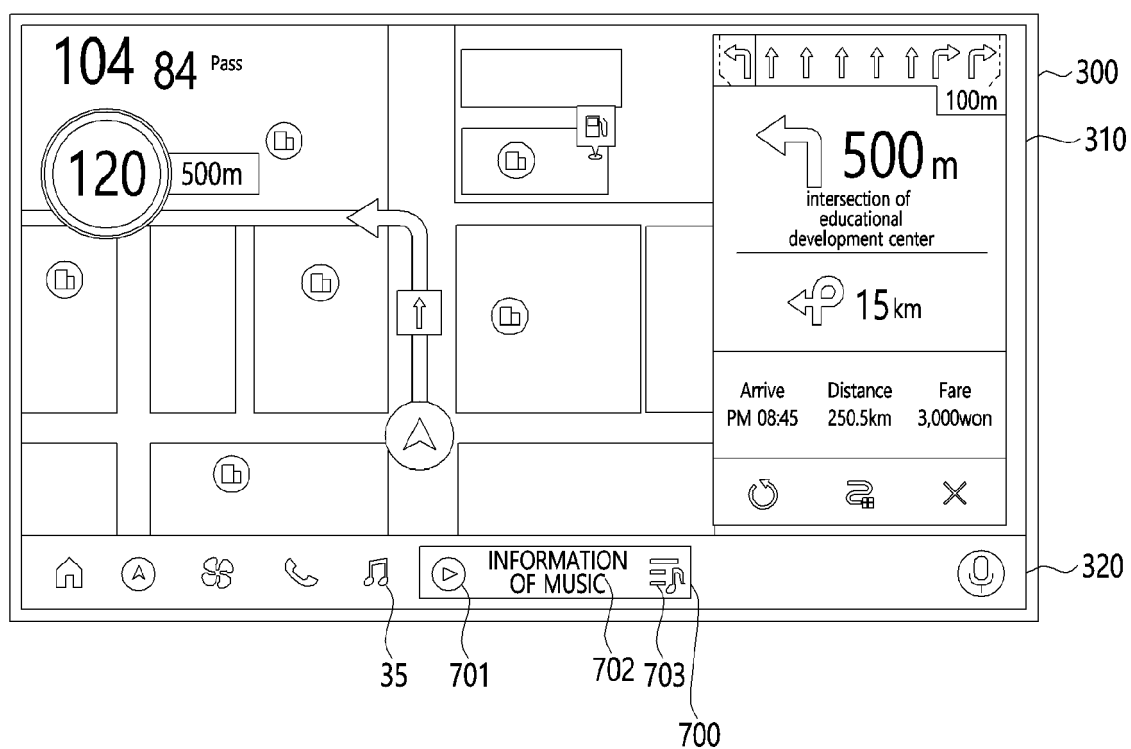 104 84 Pass
120 500m
100m
500 m
intersection of
educational
development center
15 km
Arrive Distance Fare
PM 08:45 250.5km 3,000won
INFORMATION
OF MUSIC
300
310
320
35
701
702
703
700